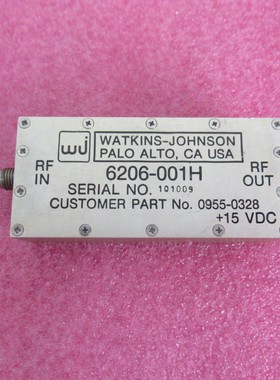 wj
WATKINS-JOHNSON
PALO ALTO, CA USA
RF
IN
6206-001H
RF
OUT
SERIAL NO. 101009
CUSTOMER PART No. 0955-0328
+15 VDC